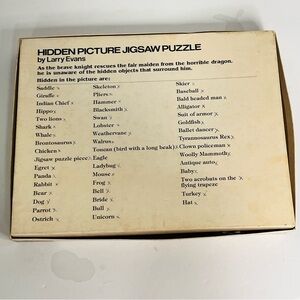 HIDDEN PICTURE JIGSAW PUZZLE
by Larry Evans
As the brave knight rescues the fair maiden from the horrible dragon,
he is unaware of the hidden objects that surround him.
Hidden in the picture are:
Saddle
Giraffe
Indian Chief
Hippo
Two lions
Shark
Whale
Brontosaurus
Chicken
Jigsaw puzzle piece
Egret
Panda
Rabbit
Bear
Dog
Parrot
Ostrich
Skeleton
Pliers
Hammer
Blacksmith
Swan
Lobster
Weathervane
Walrus
Toucan (bird with a long beak)
Eagle
Ladybug
Mouse
Frog
Bell
Bride
Bull
Unicorn
Skier
Baseball
Bald headed man
Alligator
Suit of armor
Goldfish
Ballet dancer
Tyrannosaurus Rex
Clown policeman
Woolly Mammoth
Antique auto
Baby
Two acrobats on the
flying trapeze
Turkey
Hat